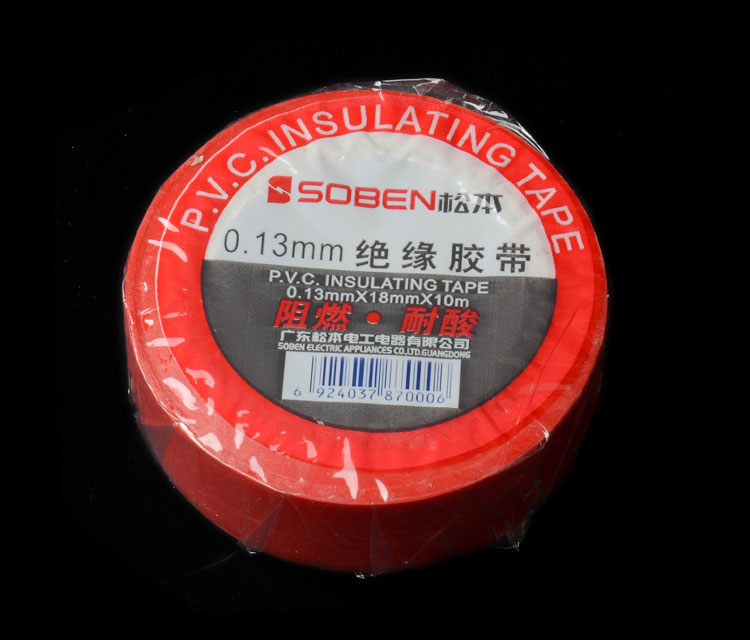 P.V.C. INSULATING TAPE
SOBEN松本
0.13mm 绝缘胶带
P.V.C. INSULATING TAPE
0.13mmX18mmX10m
阻燃·耐酸
广东松本电工电器有限公司
SOBEN ELECTRIC APPLIANCES CO.,LTD.GUANGDONG
6 924037 870006